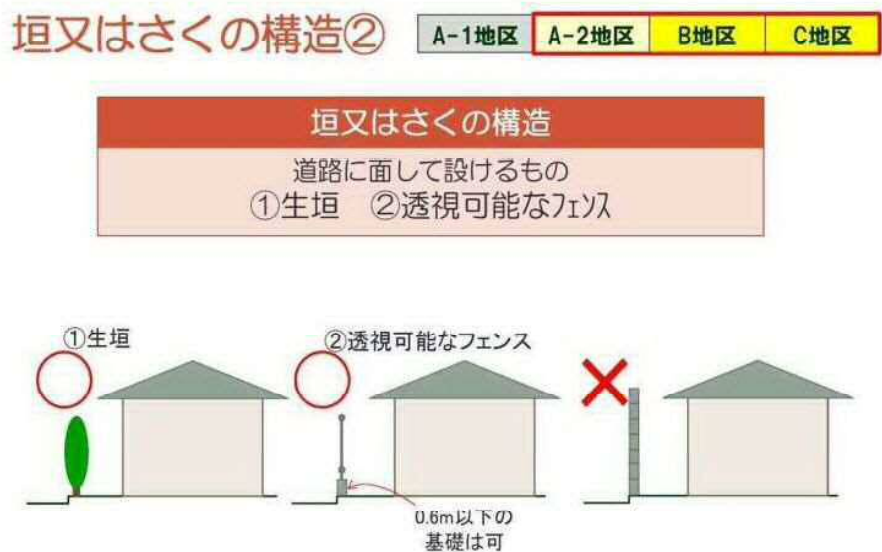 垣又はさくの構造②
A-1地区 A-2地区 B地区 C地区
垣又はさくの構造
道路に面して設けるもの
①生垣 ②透視可能なﾌｪﾝｽ
①生垣
②透視可能なフェンス
0.6m以下の
基礎は可